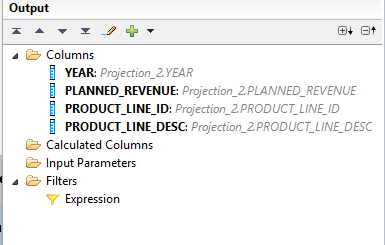 Output
Columns
YEAR: Projection_2.YEAR
PLANNED_REVENUE: Projection_2.PLANNED_REVENUE
PRODUCT_LINE_ID: Projection_2.PRODUCT_LINE_ID
PRODUCT_LINE_DESC: Projection_2.PRODUCT_LINE_DESC
Calculated Columns
Input Parameters
Filters
Expression